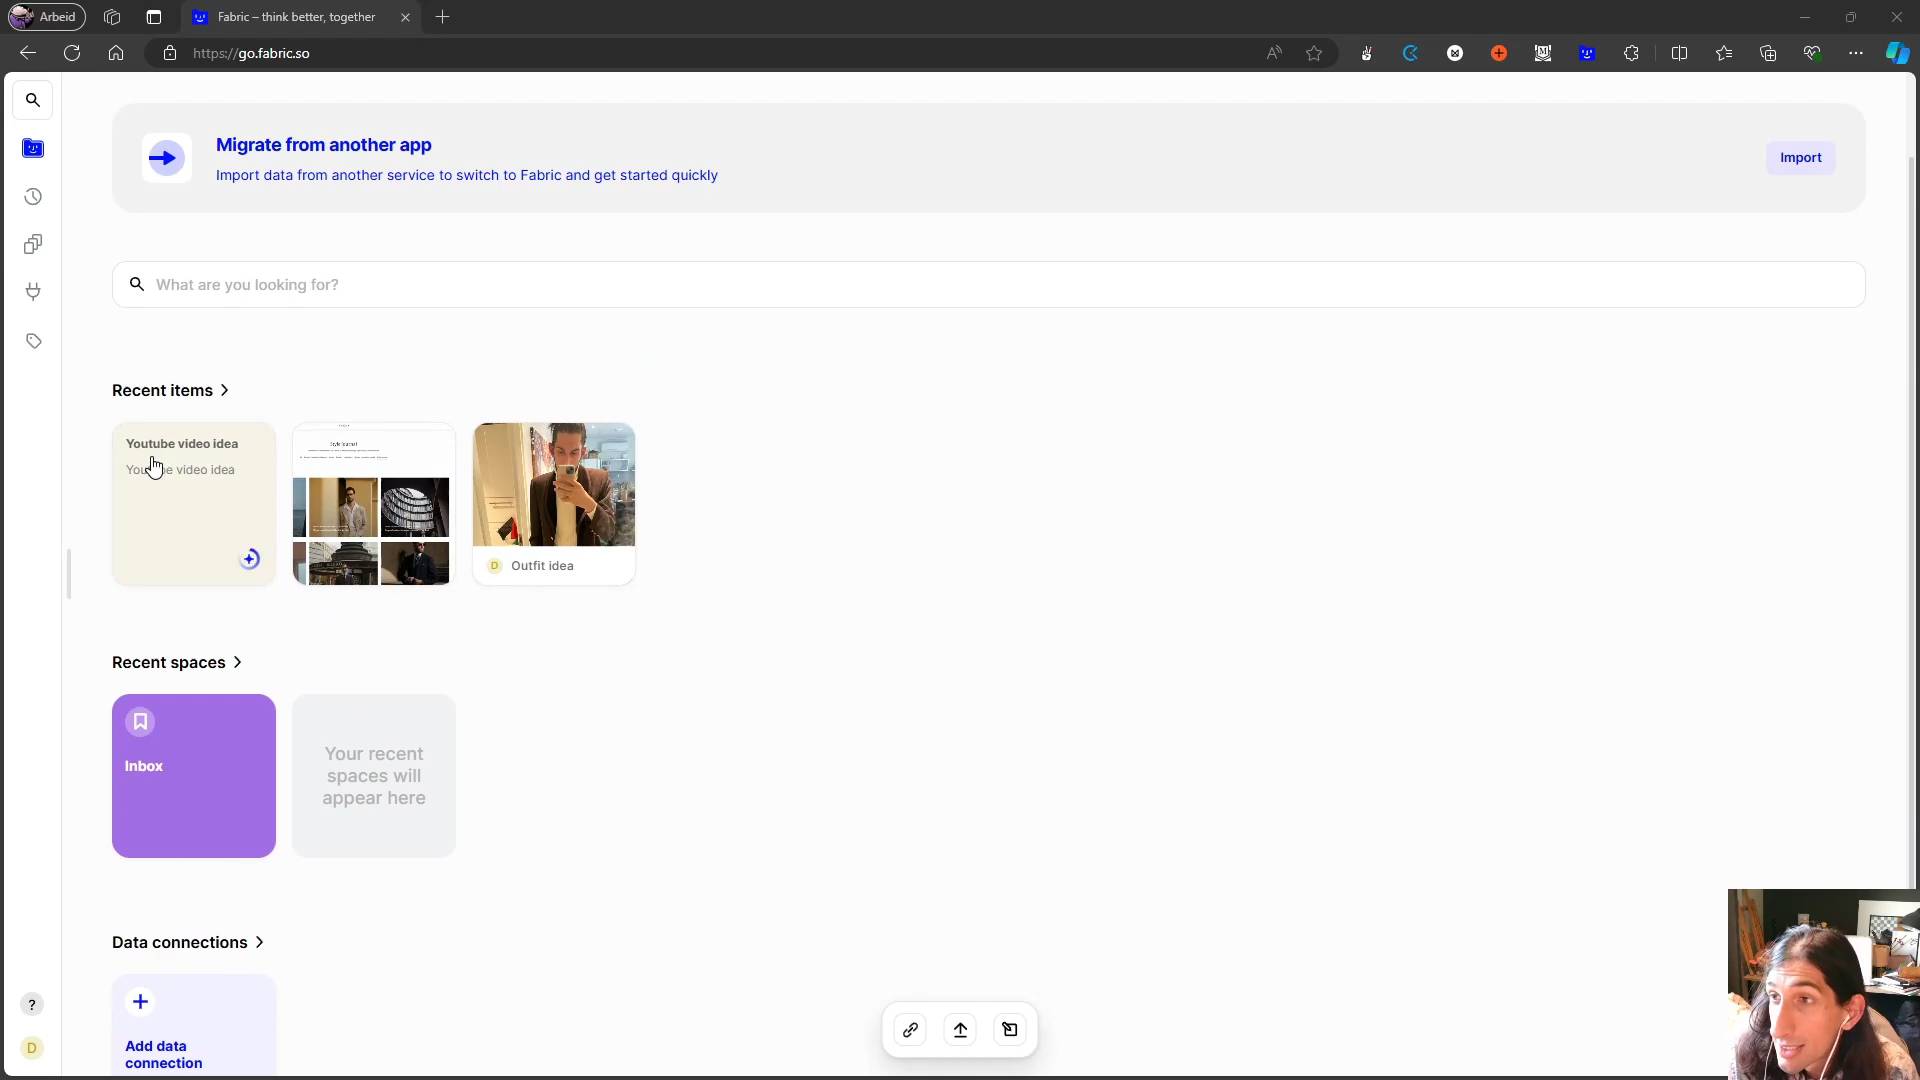 Arbeid
Fabric – think better, together
https://go.fabric.so
Migrate from another app
Import data from another service to switch to Fabric and get started quickly
Import
What are you looking for?
Recent items
Youtube video idea
Style Journal
D Outfit idea
Recent spaces
Inbox
Your recent
spaces will
appear here
Data connections
Add data
connection
?
D